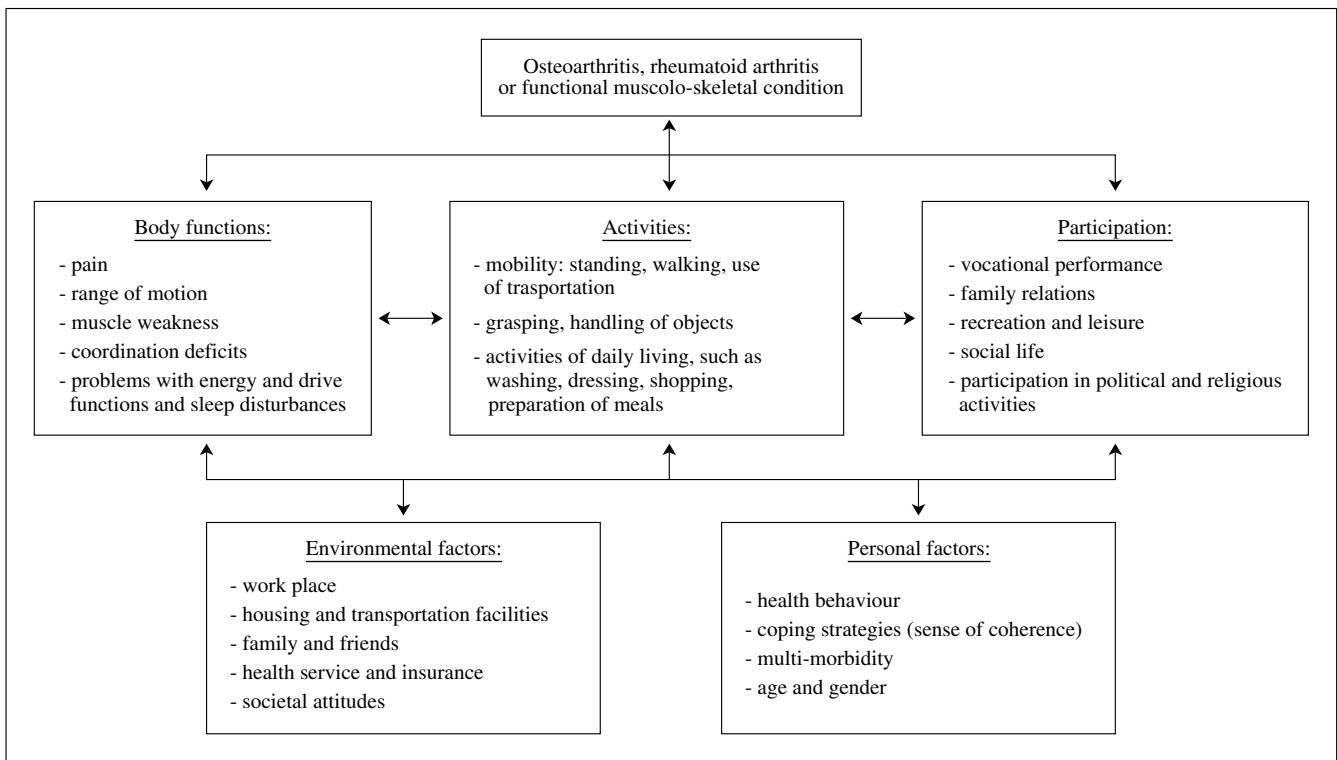 Osteoarthritis, rheumatoid arthritis
or functional muscolo-skeletal condition
Body functions:
- pain
- range of motion
- muscle weakness
- coordination deficits
- problems with energy and drive
functions and sleep disturbances
Activities:
- mobility: standing, walking, use
of trasportation
- grasping, handling of objects
- activities of daily living, such as
washing, dressing, shopping,
preparation of meals
Participation:
- vocational performance
- family relations
- recreation and leisure
- social life
- participation in political and religious
activities
Environmental factors:
- work place
- housing and transportation facilities
- family and friends
- health service and insurance
- societal attitudes
Personal factors:
- health behaviour
- coping strategies (sense of coherence)
- multi-morbidity
- age and gender